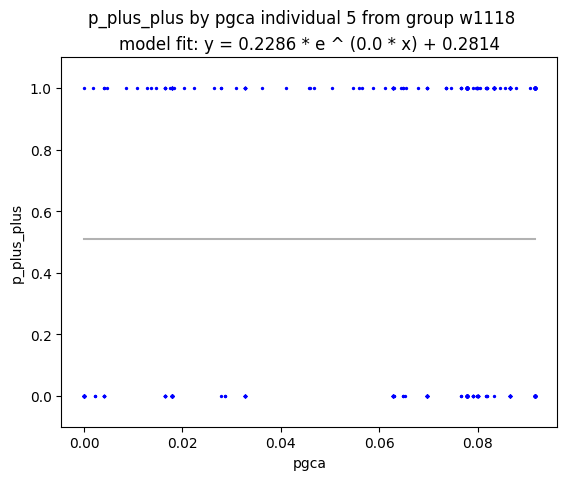 p_plus_plus by pgca individual 5 from group w1118
model fit: y = 0.2286 * e ^ (0.0 * x) + 0.2814
1.0
0.8
0.6
0.4
0.2
0.0
p_plus_plus
0.00
0.02
0.04
0.06
0.08
pgca